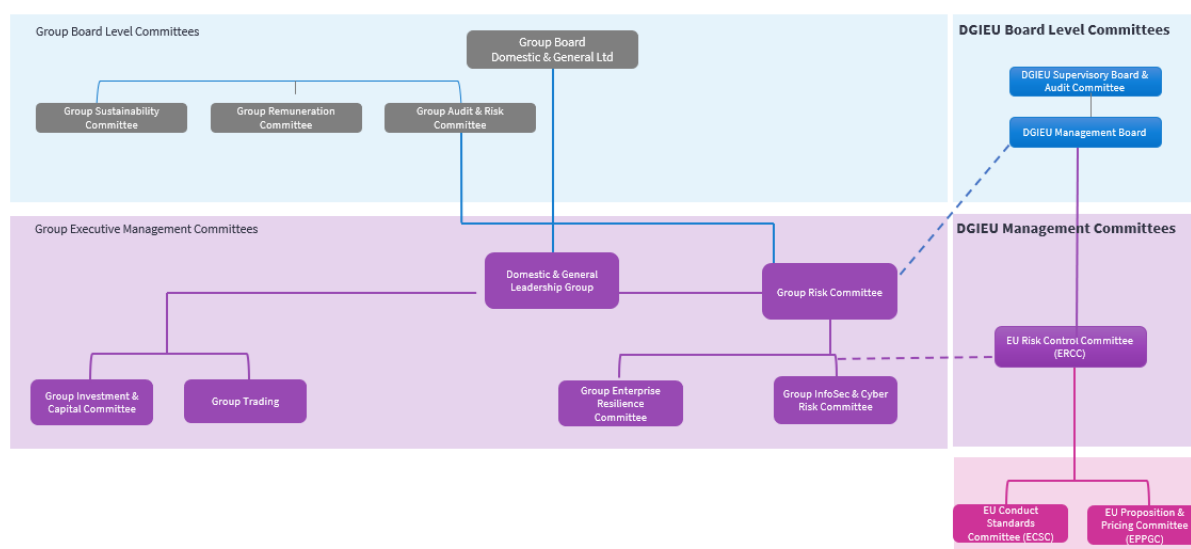 Group Board Level Committees
Group Board
Domestic & General Ltd
Group Sustainability
Committee
Group Remuneration
Committee
Group Audit & Risk
Committee
DGIEU Board Level Committees
DGIEU Supervisory Board &
Audit Committee
DGIEU Management Board
Group Executive Management Committees
Domestic & General
Leadership Group
Group Risk Committee
Group Investment &
Capital Committee
Group Trading
Group Enterprise
Resilience
Committee
Group InfoSec & Cyber
Risk Committee
DGIEU Management Committees
EU Risk Control Committee
(ERCC)
EU Conduct
Standards
Committee (ECSC)
EU Proposition &
Pricing Committee
(EPPGC)